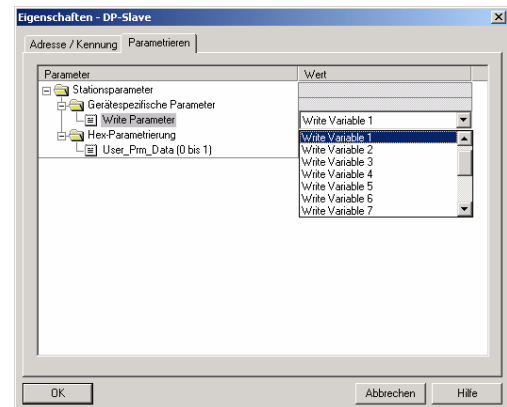 Eigenschaften - DP-Slave
Adresse / Kennung Parametrieren
Parameter Wert
Stationsparameter
Gerätespezifische Parameter
Write Parameter Write Variable 1
Hex-Parametrierung Write Variable 1
User_Prm_Data (0 bis 1) Write Variable 2
Write Variable 3
Write Variable 4
Write Variable 5
Write Variable 6
Write Variable 7
OK Abbrechen Hilfe